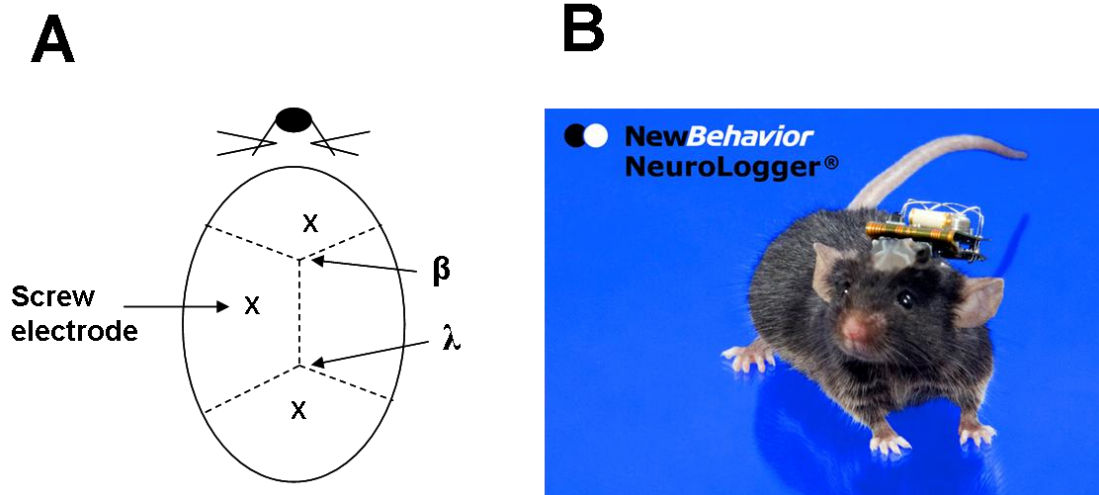 A
B
NewBehavior
NeuroLogger®
X
β
Screw
electrode
X
λ
X